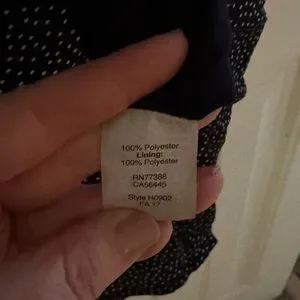 100% Polyester
Lining:
100% Polyester
RN77388
CA56445
Style H0902
FA 17